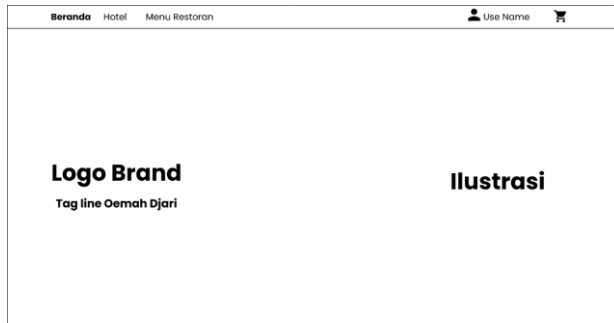 Beranda Hotel Menu Restoran Use Name
Logo Brand
Tag line Oemah Djari
Ilustrasi